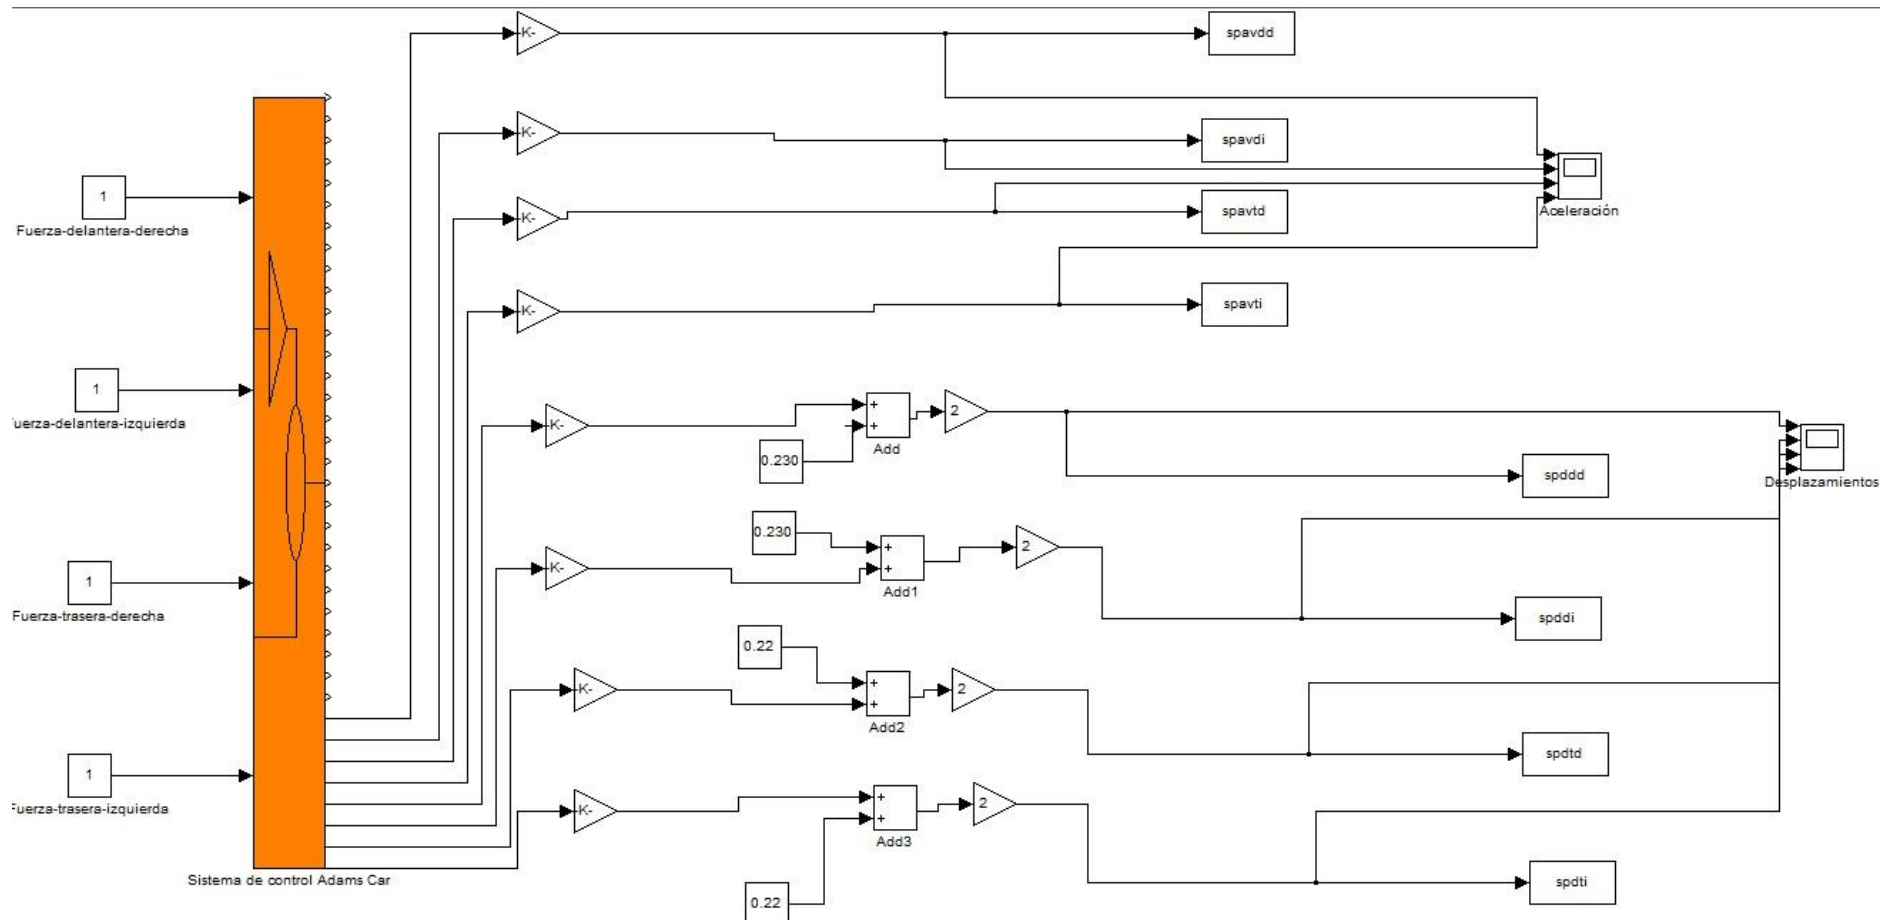 K-
spavdd
K-
spavdi
1
K-
spavtd
Aceleración
Fuerza-delantera-derecha
K-
spavti
1
uerza-delantera-izquierda
K-
+
+
2
0.230
Add
spddd
Desplazamientos
0.230
K-
+
+
2
Add1
1
Fuerza-trasera-derecha
spddi
0.22
K-
+
+
2
Add2
spdtd
1
Fuerza-trasera-izquierda
K-
+
+
2
Add3
Sistema de control Adams Car
spdti
0.22